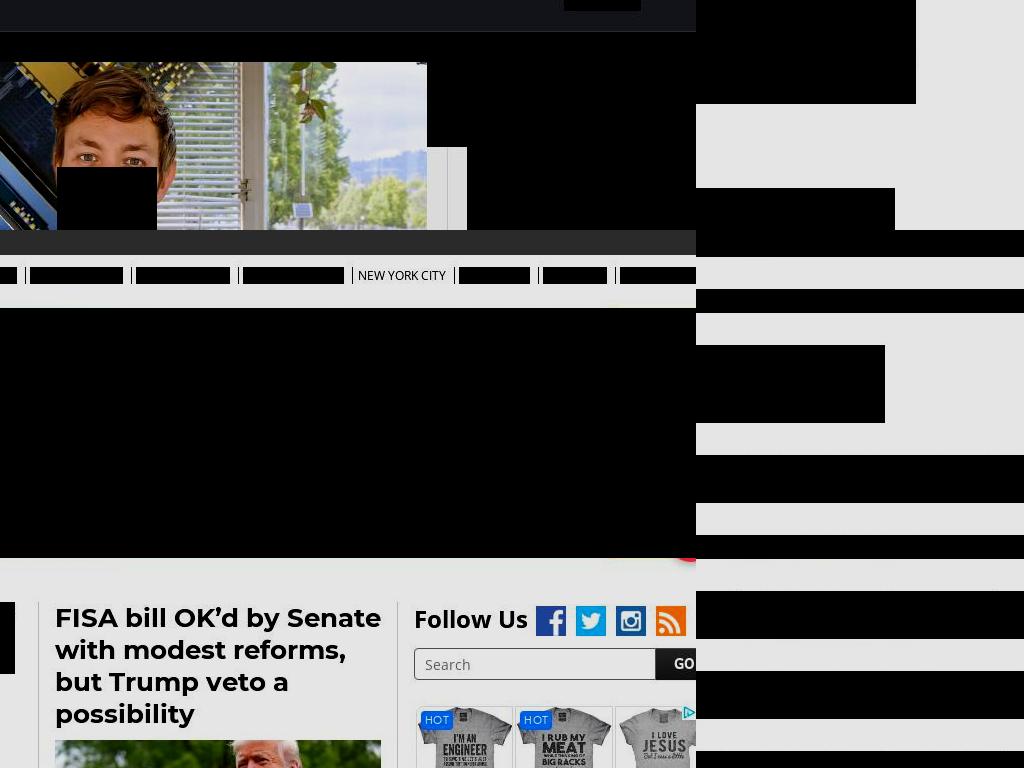 NEW YORK CITY
FISA bill OK’d by Senate
with modest reforms,
but Trump veto a
possibility
Follow Us
Search
GO
HOT
HOT
I'M AN
ENGINEER
I RUB MY
MEAT
BIG RACKS
I LOVE
JESUS